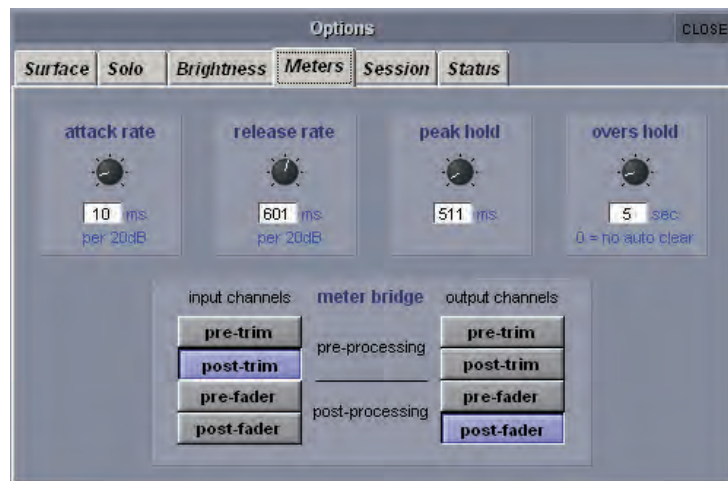 Options
CLOSE
Surface Solo Brightness Meters Session Status
attack rate release rate peak hold overs hold
10 ms 601 ms 511 ms 5 sec
per 20dB per 20dB 0 = no auto clear
input channels meter bridge output channels
pre-trim pre-trim
pre-processing
post-trim post-trim
pre-fader pre-fader
post-processing
post-fader post-fader